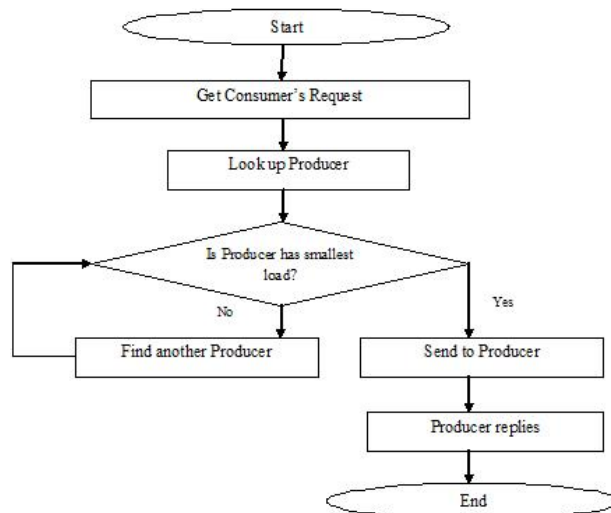 Start
Get Consumer's Request
Look up Producer
Is Producer has smallest
load?
No
Yes
Find another Producer
Send to Producer
Producer replies
End